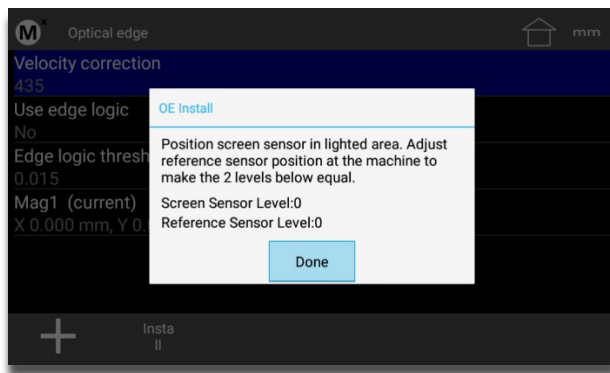 Mx Optical edge mm
Velocity correction
435
Use edge logic
No
Edge logic thresh
0.015
Mag1 (current)
X 0.000 mm, Y 0.
OE Install
Position screen sensor in lighted area. Adjust
reference sensor position at the machine to
make the 2 levels below equal.
Screen Sensor Level:0
Reference Sensor Level:0
Done
Insta
ll